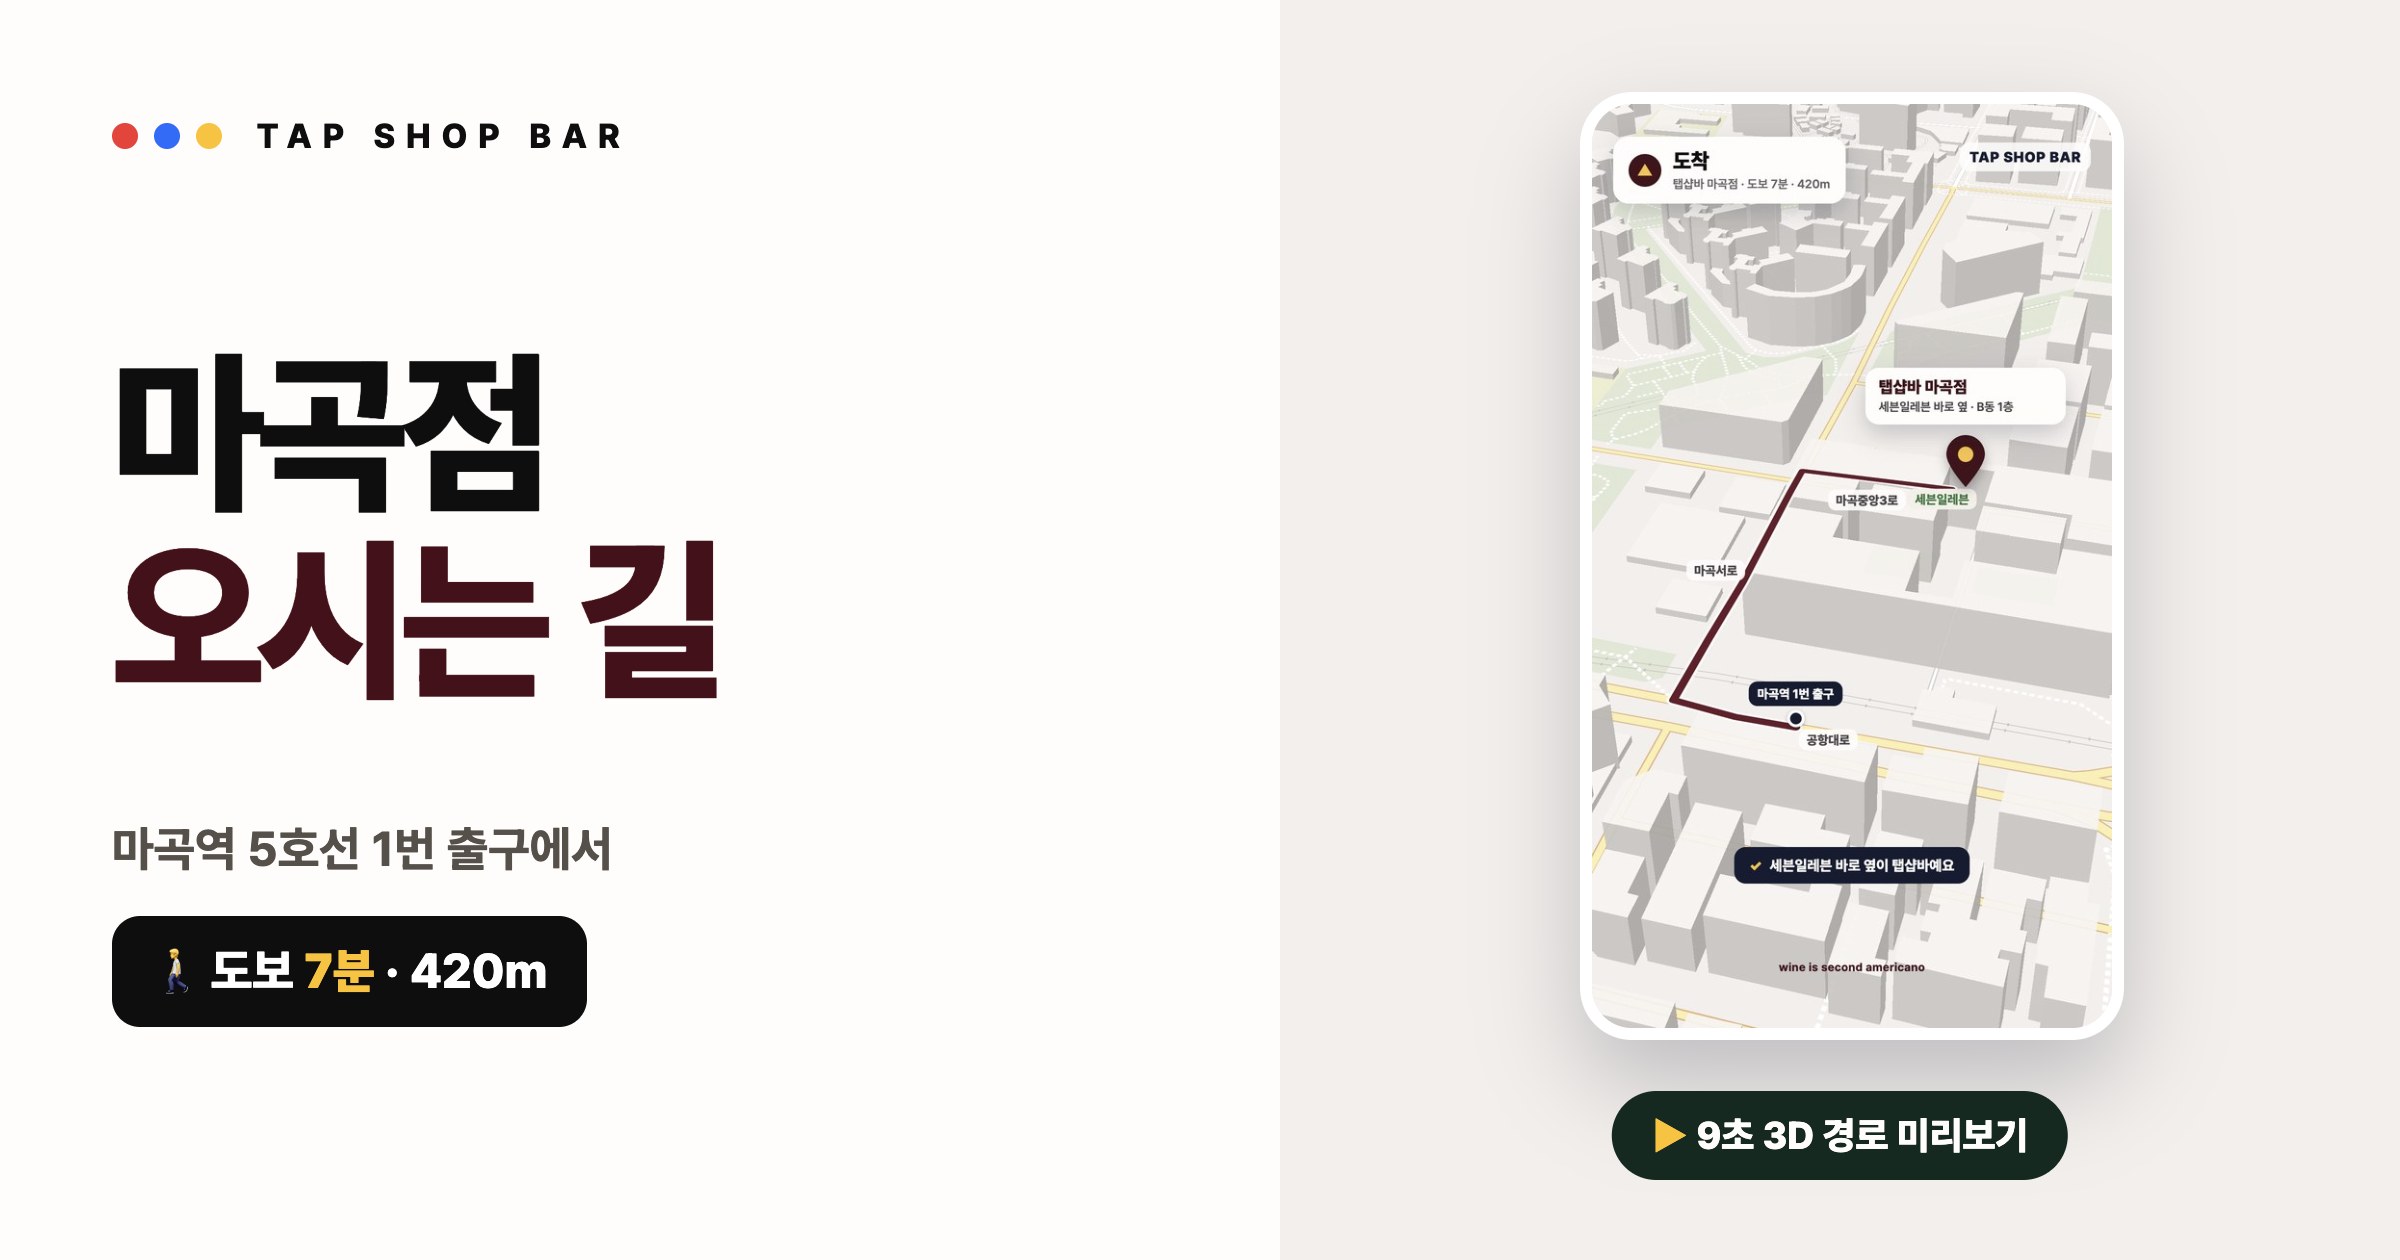 TAP SHOP BAR
마곡점
오시는 길
마곡역 5호선 1번 출구에서
도보 7분 · 420m
도착
탭샵바 마곡점 · 도보 7분 · 420m
TAP SHOP BAR
탭샵바 마곡점
세븐일레븐 바로 옆 · B동 1층
마곡중앙3로
세븐일레븐
마곡서로
마곡역 1번 출구
공항대로
세븐일레븐 바로 옆이 탭샵바예요
wine is second americano
9초 3D 경로 미리보기